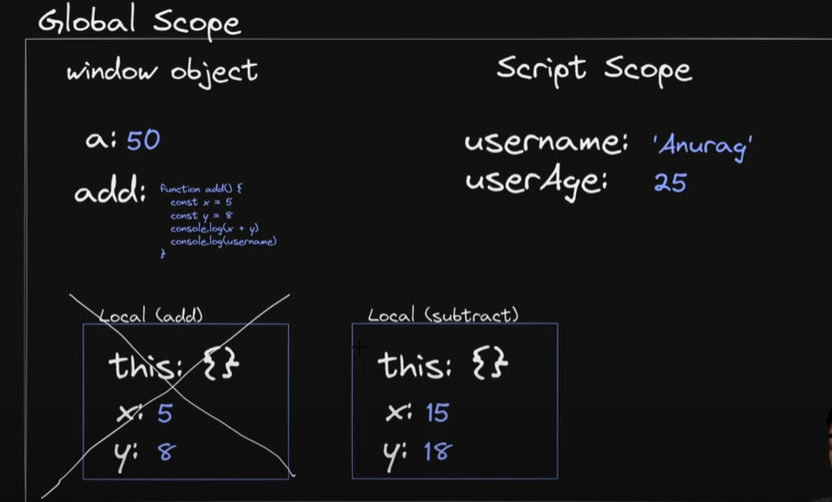 Global Scope
window object
Script Scope
a: 50
add: function add() {
const x = 5
const y = 8
console.log(x + y)
console.log(username)
}
username: 'Anurag'
userAge: 25
Local (add)
this: {}
x: 5
y: 8
Local (subtract)
this: {}
x: 15
y: 18